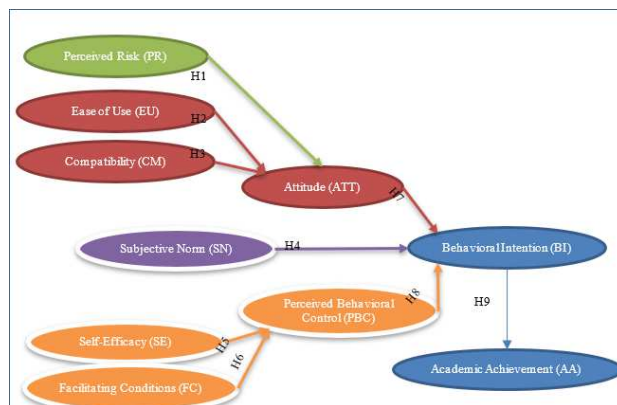 Perceived Risk (PR)
H1
Ease of Use (EU)
H2
Compatibility (CM)
H3
Attitude (ATT)
H7
Subjective Norm (SN)
H4
Behavioral Intention (BI)
Perceived Behavioral
Control (PBC)
H8
H9
Self-Efficacy (SE)
H5
H6
Facilitating Conditions (FC)
Academic Achievement (AA)